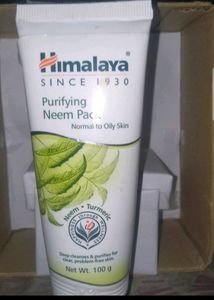 Himalaya®
SINCE 1930
Purifying
Neem Pack
Normal to Oily Skin
Neem • Turmeric
Deep cleanses & purifies for
clear, problem-free skin
Net Wt. 100 g